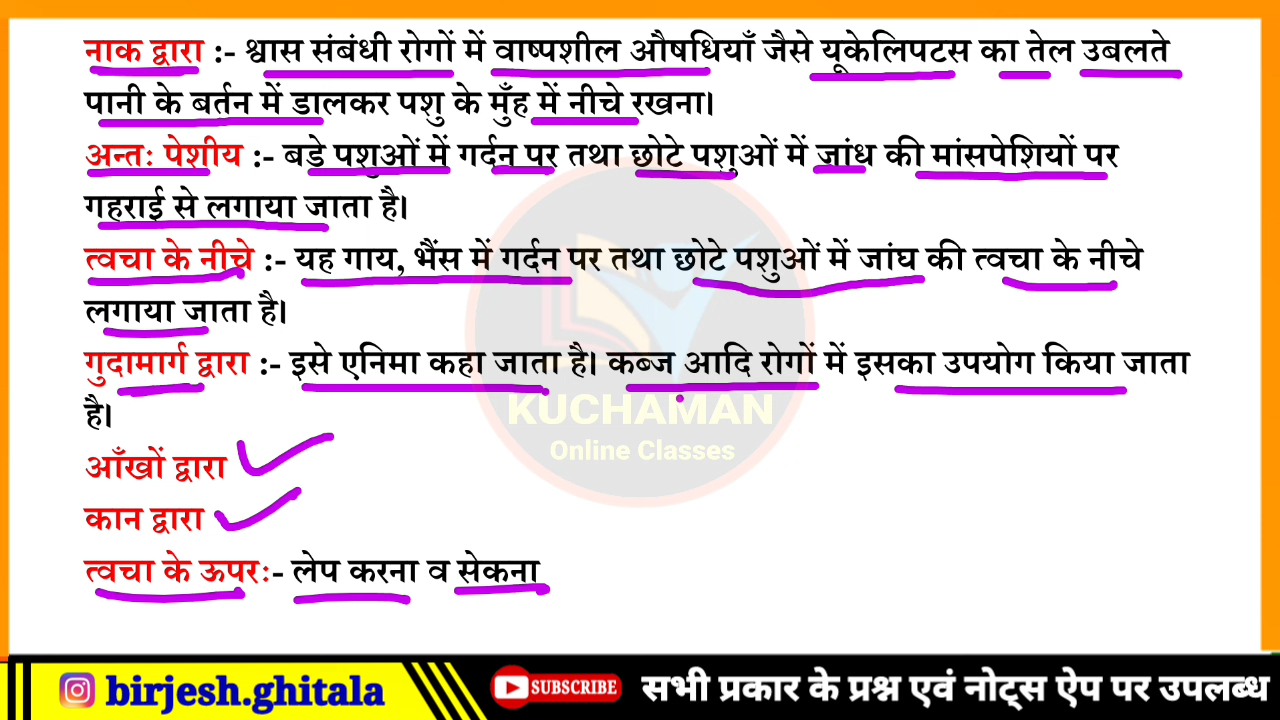 नाक द्वारा :- श्वास संबंधी रोगों में वाष्पशील औषधियाँ जैसे यूकेलिपटस का तेल उबलते
पानी के बर्तन में डालकर पशु के मुँह में नीचे रखना।
अन्तः पेशीय :- बडे पशुओं में गर्दन पर तथा छोटे पशुओं में जांध की मांसपेशियों पर
गहराई से लगाया जाता है।
त्वचा के नीचे :- यह गाय, भैंस में गर्दन पर तथा छोटे पशुओं में जांघ की त्वचा के नीचे
लगाया जाता है।
गुदामार्ग द्वारा :- इसे एनिमा कहा जाता है। कब्ज आदि रोगों में इसका उपयोग किया जाता
है।
KUCHAMAN
Online Classes
आँखों द्वारा
कान द्वारा
त्वचा के ऊपरः- लेप करना व सेकना
birjesh.ghitala
SUBSCRIBE
सभी प्रकार के प्रश्न एवं नोट्स ऐप पर उपलब्ध